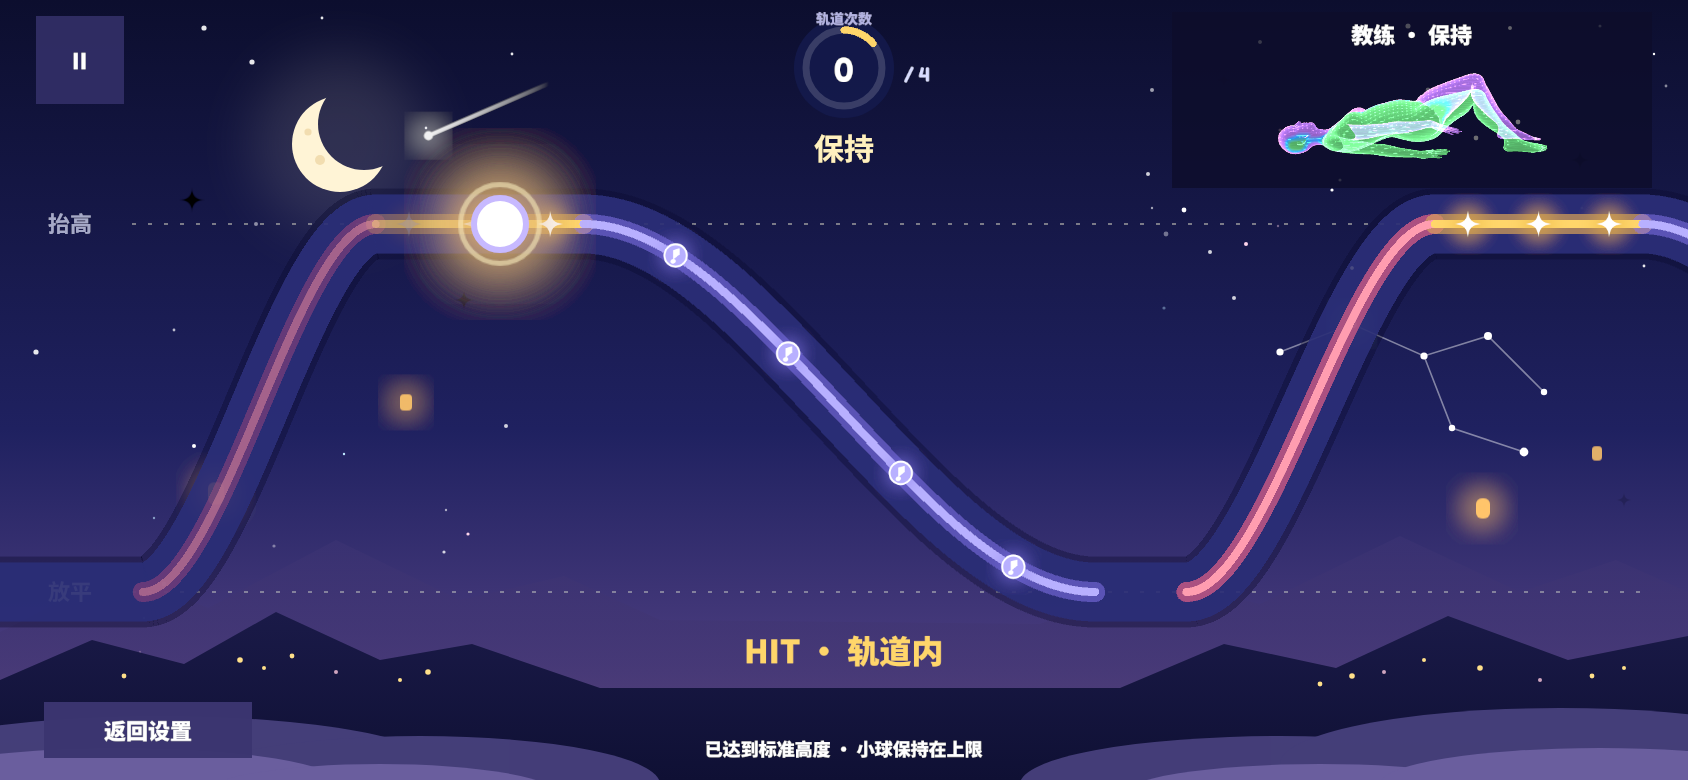 轨道次数
0 / 4
保持
教练 • 保持
抬高
放平
HIT • 轨道内
返回设置
已达到标准高度 • 小球保持在上限